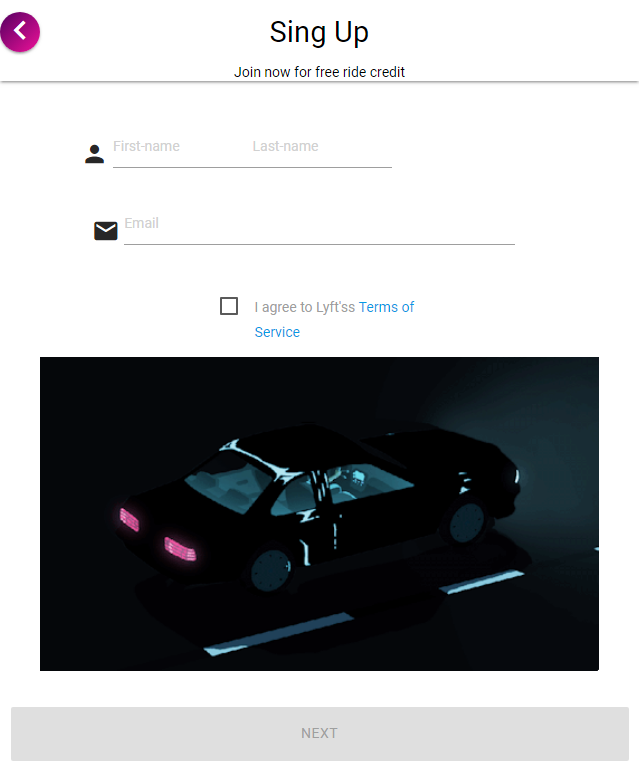 Sing Up
Join now for free ride credit
First-name Last-name
Email
I agree to Lyft'ss Terms of
Service
NEXT